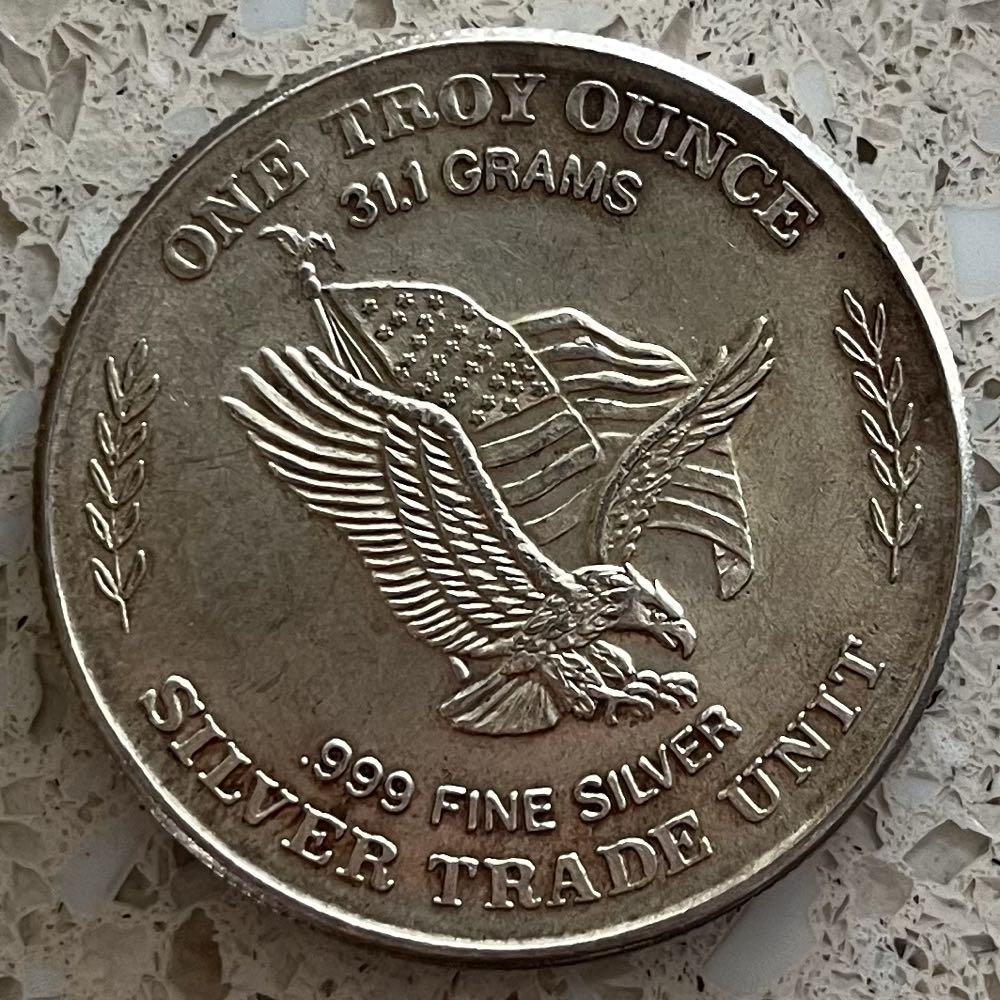 ONE TROY OUNCE
31.1 GRAMS
.999 FINE SILVER
SILVER TRADE UNIT